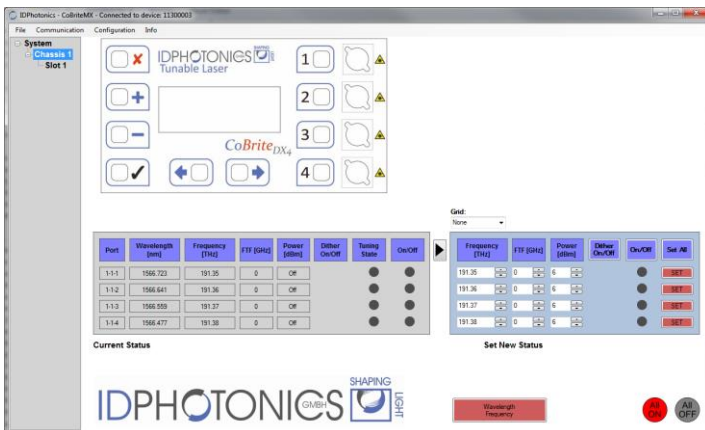 IDPhotonics - CoBriteMX - Connected to device: 11300003
File Communication Configuration Info
System
Chassis 1
Slot 1
IDPHOTONICS SHAPING
Tunable Laser
1
2
3
CoBrite DX4
4
Grid:
None
Port Wavelength [nm] Frequency [THz] FTF [GHz] Power [dBm] Dither On/Off Tuning State On/Off
1-1-1 1566.723 191.35 0 Off
1-1-2 1566.641 191.36 0 Off
1-1-3 1566.559 191.37 0 Off
1-1-4 1566.477 191.38 0 Off
Current Status
Frequency [THz] FTF [GHz] Power [dBm] Dither On/Off On/Off Set All
191.35 0 6 SET
191.36 0 6 SET
191.37 0 6 SET
191.38 0 6 SET
Set New Status
IDPHOTONICS GMBH SHAPING LIGHT
Wavelength
Frequency
All ON
All OFF